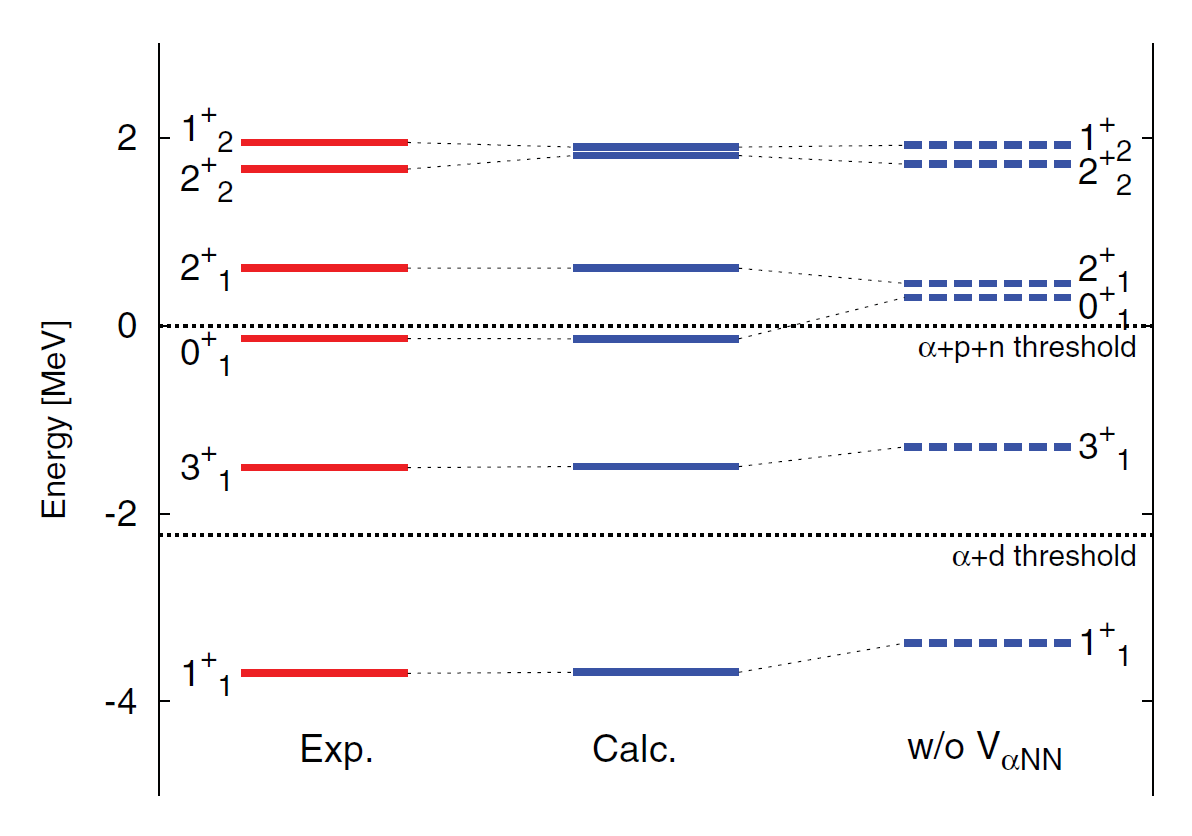 Energy [MeV]
2
0
-2
-4
1⁺₂
2⁺₂
2⁺₁
0⁺₁
3⁺₁
1⁺₁
1⁺₂
2⁺₂
2⁺₁
0⁺₁
α+p+n threshold
3⁺₁
α+d threshold
1⁺₁
Exp.
Calc.
w/o V_αNN